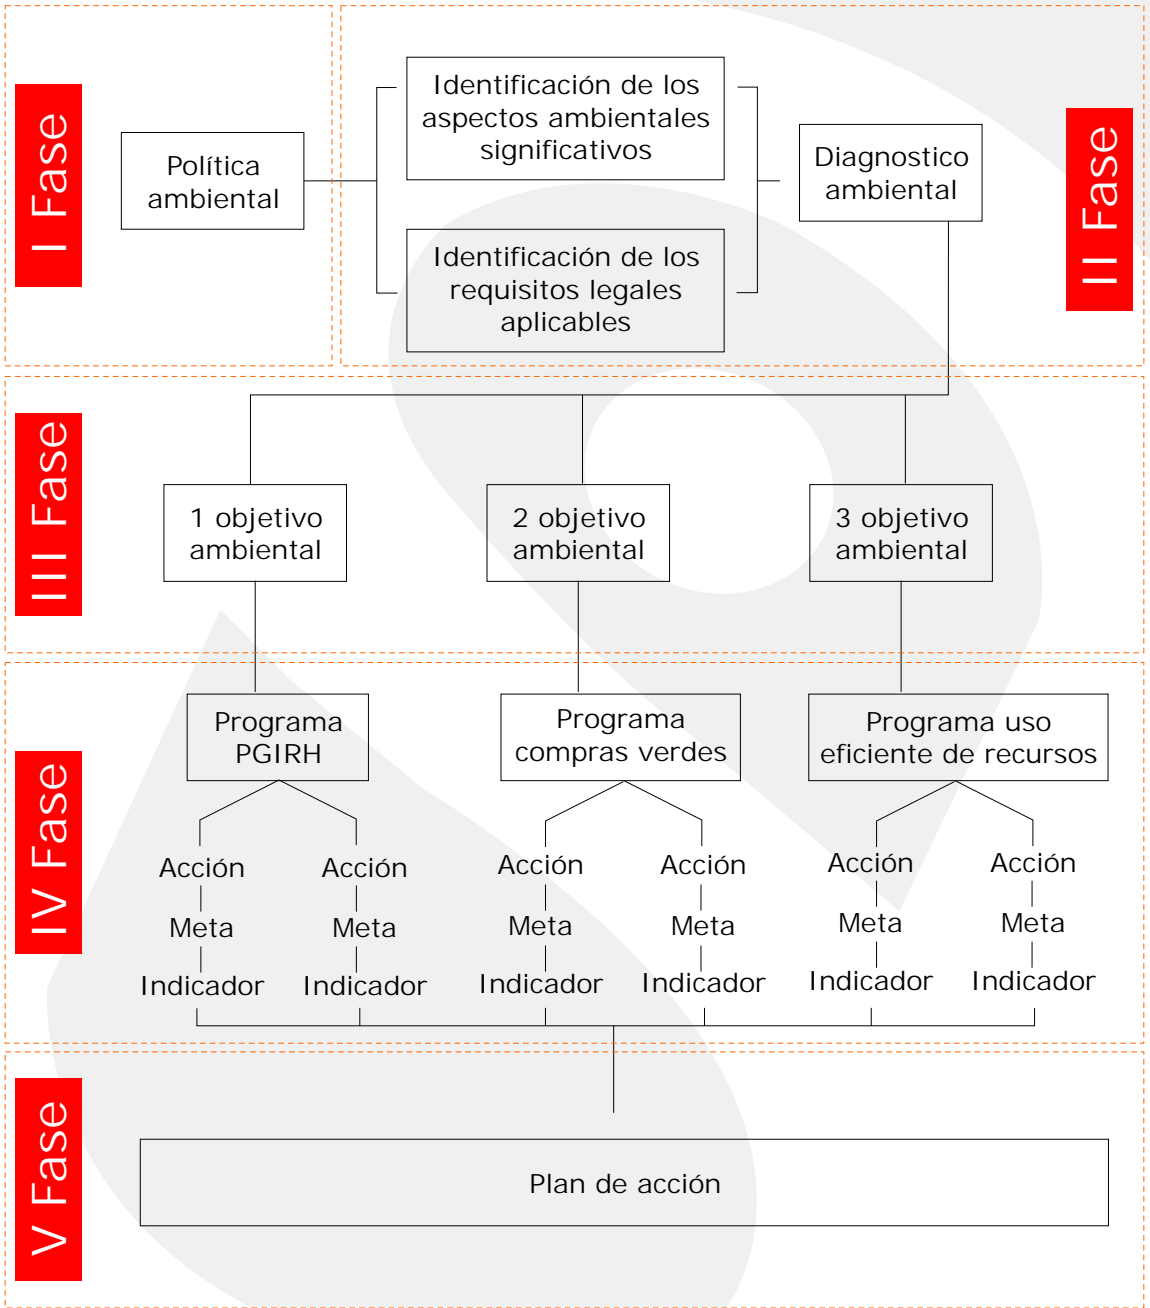 I Fase
Política
ambiental
Identificación de los
aspectos ambientales
significativos
Identificación de los
requisitos legales
aplicables
Diagnostico
ambiental
II Fase
III Fase
1 objetivo
ambiental
2 objetivo
ambiental
3 objetivo
ambiental
IV Fase
Programa
PGIRH
Programa
compras verdes
Programa uso
eficiente de recursos
Acción
Acción
Acción
Acción
Acción
Acción
Meta
Meta
Meta
Meta
Meta
Meta
Indicador
Indicador
Indicador
Indicador
Indicador
Indicador
V Fase
Plan de acción